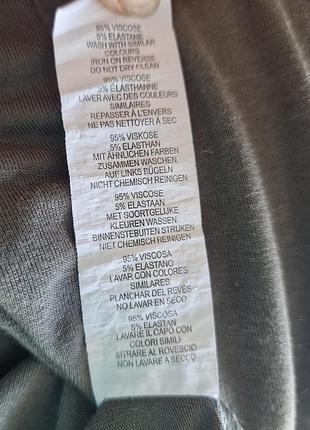 95% VISCOSE
5% ELASTANE
WASH WITH SIMILAR
COLOURS
IRON ON REVERSE
DO NOT DRY CLEAN
95% VISCOSE
5% ÉLASTHANNE
LAVER AVEC DES COULEURS
SIMILAIRES
REPASSER À L'ENVERS
NE PAS NETTOYER À SEC
95% VISKOSE
5% ELASTHAN
MIT ÄHNLICHEN FARBEN
ZUSAMMEN WASCHEN
AUF LINKS BÜGELN
NICHT CHEMISCH REINIGEN
95% VISCOSE
5% ELASTAAN
MET SOORTGELIJKE
KLEUREN WASSEN
BINNENSTEBUITEN STRIJKEN
NIET CHEMISCH REINIGEN
95% VISCOSA
5% ELASTANO
LAVAR CON COLORES
SIMILARES
PLANCHAR DEL REVÉS
NO LAVAR EN SECO
95% VISCOSA
5% ELASTAN
LAVARE IL CAPO CON
COLORI SIMILI
STIRARE AL ROVESCIO
NON LAVARE A SECCO